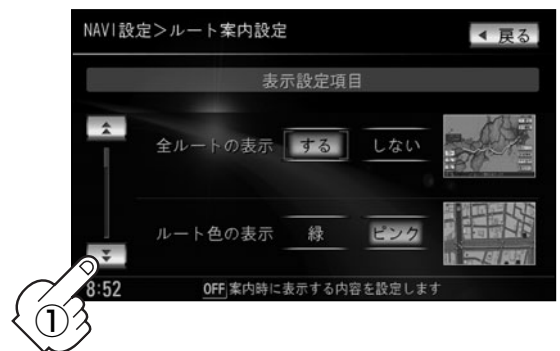 NAVI設定＞ルート案内設定
◀ 戻る
表示設定項目
全ルートの表示 する しない
ルート色の表示 緑 ピンク
8:52 OFF 案内時に表示する内容を設定します
①